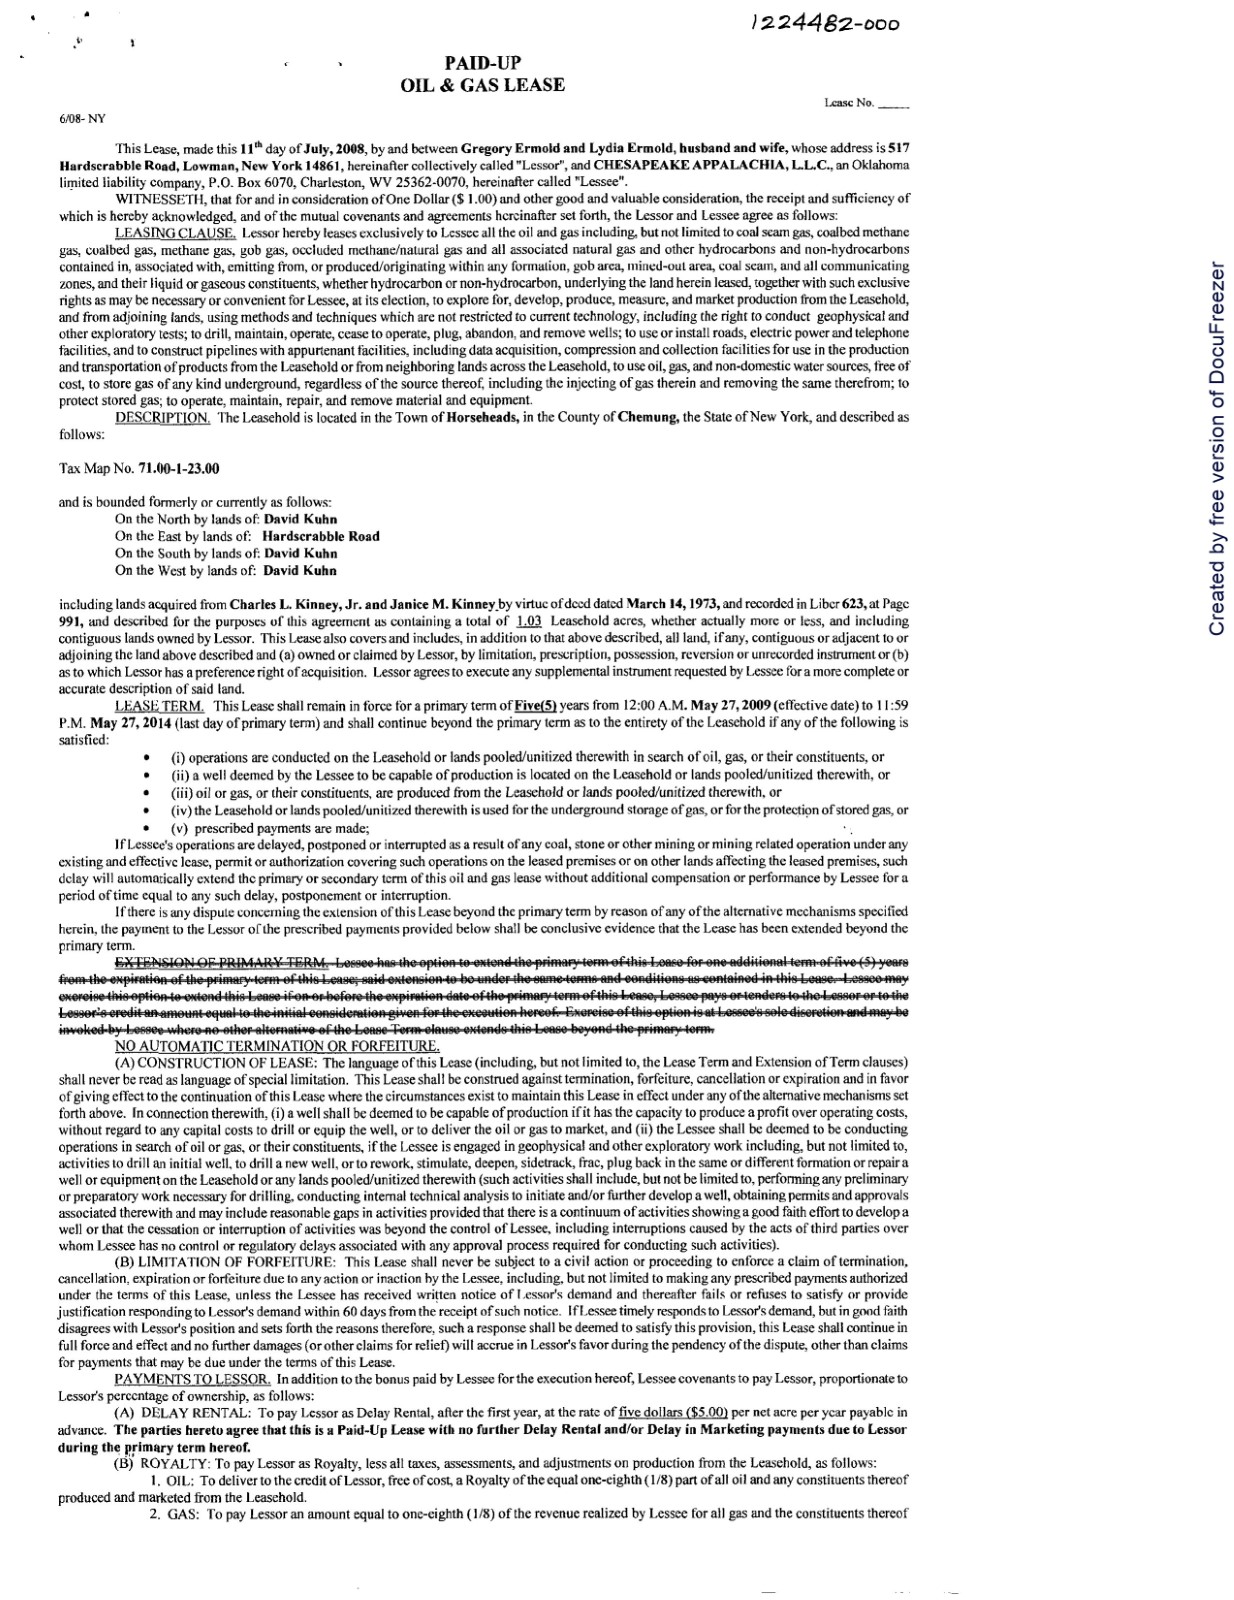 1224482-000
PAID-UP
OIL & GAS LEASE
Lease No. _____
6/08- NY
This Lease, made this 11th day of July, 2008, by and between Gregory Ermold and Lydia Ermold, husband and wife, whose address is 517
Hardscrabble Road, Lowman, New York 14861, hereinafter collectively called "Lessor", and CHESAPEAKE APPALACHIA, L.L.C., an Oklahoma
limited liability company, P.O. Box 6070, Charleston, WV 25362-0070, hereinafter called "Lessee".
WITNESSETH, that for and in consideration of One Dollar ($ 1.00) and other good and valuable consideration, the receipt and sufficiency of
which is hereby acknowledged, and of the mutual covenants and agreements hereinafter set forth, the Lessor and Lessee agree as follows:
LEASING CLAUSE. Lessor hereby leases exclusively to Lessee all the oil and gas including, but not limited to coal seam gas, coalbed methane
gas, coalbed gas, methane gas, gob gas, occluded methane/natural gas and all associated natural gas and other hydrocarbons and non-hydrocarbons
contained in, associated with, emitting from, or produced/originating within any formation, gob area, mined-out area, coal seam, and all communicating
zones, and their liquid or gaseous constituents, whether hydrocarbon or non-hydrocarbon, underlying the land herein leased, together with such exclusive
rights as may be necessary or convenient for Lessee, at its election, to explore for, develop, produce, measure, and market production from the Leasehold,
and from adjoining lands, using methods and techniques which are not restricted to current technology, including the right to conduct geophysical and
other exploratory tests; to drill, maintain, operate, cease to operate, plug, abandon, and remove wells; to use or install roads, electric power and telephone
facilities, and to construct pipelines with appurtenant facilities, including data acquisition, compression and collection facilities for use in the production
and transportation of products from the Leasehold or from neighboring lands across the Leasehold, to use oil, gas, and non-domestic water sources, free of
cost, to store gas of any kind underground, regardless of the source thereof, including the injecting of gas therein and removing the same therefrom; to
protect stored gas; to operate, maintain, repair, and remove material and equipment.
DESCRIPTION. The Leasehold is located in the Town of Horseheads, in the County of Chemung, the State of New York, and described as
follows:
Tax Map No. 71.00-1-23.00
and is bounded formerly or currently as follows:
On the North by lands of: David Kuhn
On the East by lands of: Hardscrabble Road
On the South by lands of: David Kuhn
On the West by lands of: David Kuhn
including lands acquired from Charles L. Kinney, Jr. and Janice M. Kinney by virtue of deed dated March 14, 1973, and recorded in Liber 623, at Page
991, and described for the purposes of this agreement as containing a total of 1.03 Leasehold acres, whether actually more or less, and including
contiguous lands owned by Lessor. This Lease also covers and includes, in addition to that above described, all land, if any, contiguous or adjacent to or
adjoining the land above described and (a) owned or claimed by Lessor, by limitation, prescription, possession, reversion or unrecorded instrument or (b)
as to which Lessor has a preference right of acquisition. Lessor agrees to execute any supplemental instrument requested by Lessee for a more complete or
accurate description of said land.
LEASE TERM. This Lease shall remain in force for a primary term of Five(5) years from 12:00 A.M. May 27, 2009 (effective date) to 11:59
P.M. May 27, 2014 (last day of primary term) and shall continue beyond the primary term as to the entirety of the Leasehold if any of the following is
satisfied:
• (i) operations are conducted on the Leasehold or lands pooled/unitized therewith in search of oil, gas, or their constituents, or
• (ii) a well deemed by the Lessee to be capable of production is located on the Leasehold or lands pooled/unitized therewith, or
• (iii) oil or gas, or their constituents, are produced from the Leasehold or lands pooled/unitized therewith, or
• (iv) the Leasehold or lands pooled/unitized therewith is used for the underground storage of gas, or for the protection of stored gas, or
• (v) prescribed payments are made;
If Lessee's operations are delayed, postponed or interrupted as a result of any coal, stone or other mining or mining related operation under any
existing and effective lease, permit or authorization covering such operations on the leased premises or on other lands affecting the leased premises, such
delay will automatically extend the primary or secondary term of this oil and gas lease without additional compensation or performance by Lessee for a
period of time equal to any such delay, postponement or interruption.
If there is any dispute concerning the extension of this Lease beyond the primary term by reason of any of the alternative mechanisms specified
herein, the payment to the Lessor of the prescribed payments provided below shall be conclusive evidence that the Lease has been extended beyond the
primary term.
EXTENSION OF PRIMARY TERM. Lessee has the option to extend the primary term of this Lease for one additional term of five (5) years
from the expiration of the primary term of this Lease; said extension to be under the same terms and conditions as contained in this Lease. Lessee may
exercise this option to extend this Lease if on or before the expiration date of the primary term of this Lease, Lessee pays or tenders to the Lessor or to the
Lessor's credit an amount equal to the initial consideration given for the execution hereof. Exercise of this option is at Lessee's sole discretion and may be
invoked by Lessee where no other alternative of the Lease Term clause extends this Lease beyond the primary term.
NO AUTOMATIC TERMINATION OR FORFEITURE.
(A) CONSTRUCTION OF LEASE: The language of this Lease (including, but not limited to, the Lease Term and Extension of Term clauses)
shall never be read as language of special limitation. This Lease shall be construed against termination, forfeiture, cancellation or expiration and in favor
of giving effect to the continuation of this Lease where the circumstances exist to maintain this Lease in effect under any of the alternative mechanisms set
forth above. In connection therewith, (i) a well shall be deemed to be capable of production if it has the capacity to produce a profit over operating costs,
without regard to any capital costs to drill or equip the well, or to deliver the oil or gas to market, and (ii) the Lessee shall be deemed to be conducting
operations in search of oil or gas, or their constituents, if the Lessee is engaged in geophysical and other exploratory work including, but not limited to,
activities to drill an initial well, to drill a new well, or to rework, stimulate, deepen, sidetrack, frac, plug back in the same or different formation or repair a
well or equipment on the Leasehold or any lands pooled/unitized therewith (such activities shall include, but not be limited to, performing any preliminary
or preparatory work necessary for drilling, conducting internal technical analysis to initiate and/or further develop a well, obtaining permits and approvals
associated therewith and may include reasonable gaps in activities provided that there is a continuum of activities showing a good faith effort to develop a
well or that the cessation or interruption of activities was beyond the control of Lessee, including interruptions caused by the acts of third parties over
whom Lessee has no control or regulatory delays associated with any approval process required for conducting such activities).
(B) LIMITATION OF FORFEITURE: This Lease shall never be subject to a civil action or proceeding to enforce a claim of termination,
cancellation, expiration or forfeiture due to any action or inaction by the Lessee, including, but not limited to making any prescribed payments authorized
under the terms of this Lease, unless the Lessee has received written notice of Lessor's demand and thereafter fails or refuses to satisfy or provide
justification responding to Lessor's demand within 60 days from the receipt of such notice. If Lessee timely responds to Lessor's demand, but in good faith
disagrees with Lessor's position and sets forth the reasons therefore, such a response shall be deemed to satisfy this provision, this Lease shall continue in
full force and effect and no further damages (or other claims for relief) will accrue in Lessor's favor during the pendency of the dispute, other than claims
for payments that may be due under the terms of this Lease.
PAYMENTS TO LESSOR. In addition to the bonus paid by Lessee for the execution hereof, Lessee covenants to pay Lessor, proportionate to
Lessor's percentage of ownership, as follows:
(A) DELAY RENTAL: To pay Lessor as Delay Rental, after the first year, at the rate of five dollars ($5.00) per net acre per year payable in
advance. The parties hereto agree that this is a Paid-Up Lease with no further Delay Rental and/or Delay in Marketing payments due to Lessor
during the primary term hereof.
(B) ROYALTY: To pay Lessor as Royalty, less all taxes, assessments, and adjustments on production from the Leasehold, as follows:
1. OIL: To deliver to the credit of Lessor, free of cost, a Royalty of the equal one-eighth (1/8) part of all oil and any constituents thereof
produced and marketed from the Leasehold.
2. GAS: To pay Lessor an amount equal to one-eighth (1/8) of the revenue realized by Lessee for all gas and the constituents thereof
Created by free version of DocuFreezer